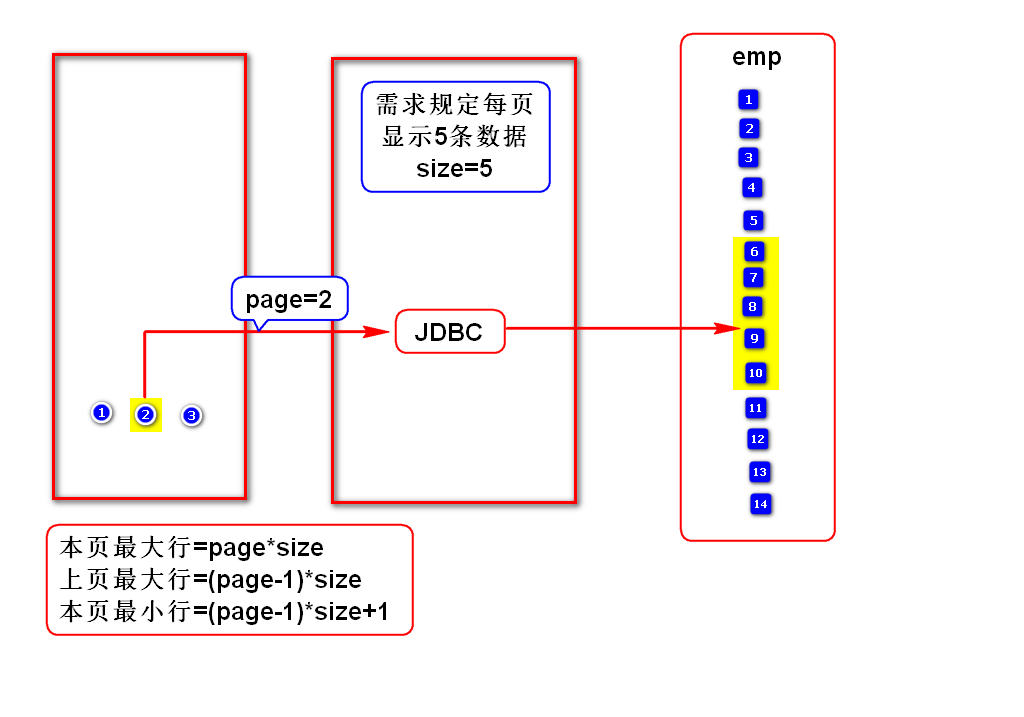 emp
需求规定每页
显示5条数据
size=5
1
2
3
4
5
6
7
8
9
10
11
12
13
14
page=2
JDBC
1 2 3
本页最大行=page*size
上页最大行=(page-1)*size
本页最小行=(page-1)*size+1